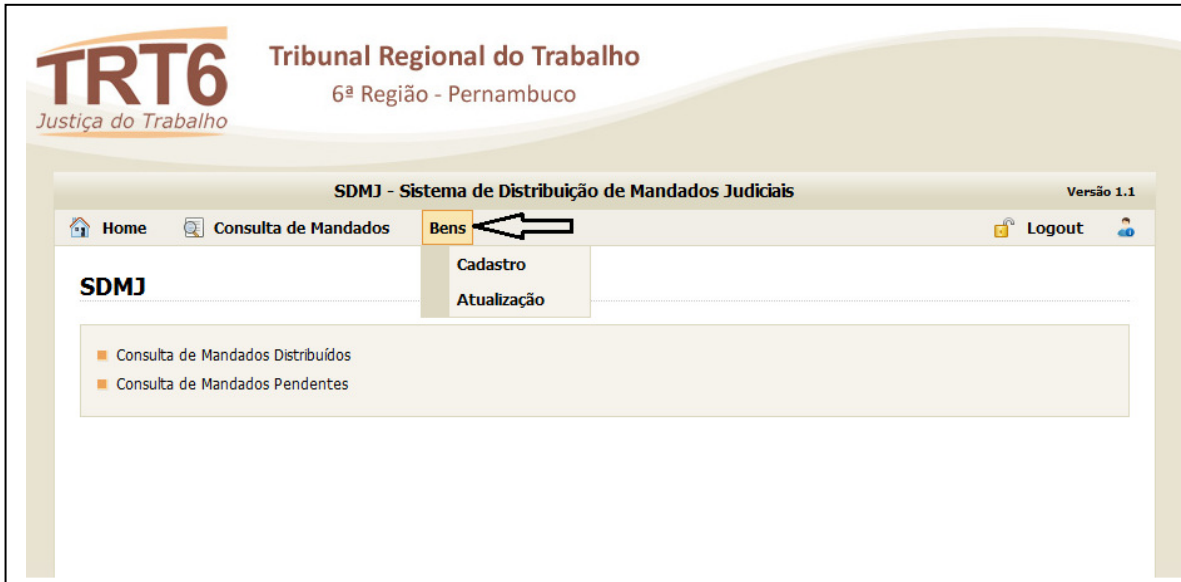 TRT6
Justiça do Trabalho
Tribunal Regional do Trabalho
6ª Região - Pernambuco
SDMJ - Sistema de Distribuição de Mandados Judiciais
Versão 1.1
Home
Consulta de Mandados
Bens
Logout
Cadastro
Atualização
SDMJ
Consulta de Mandados Distribuídos
Consulta de Mandados Pendentes